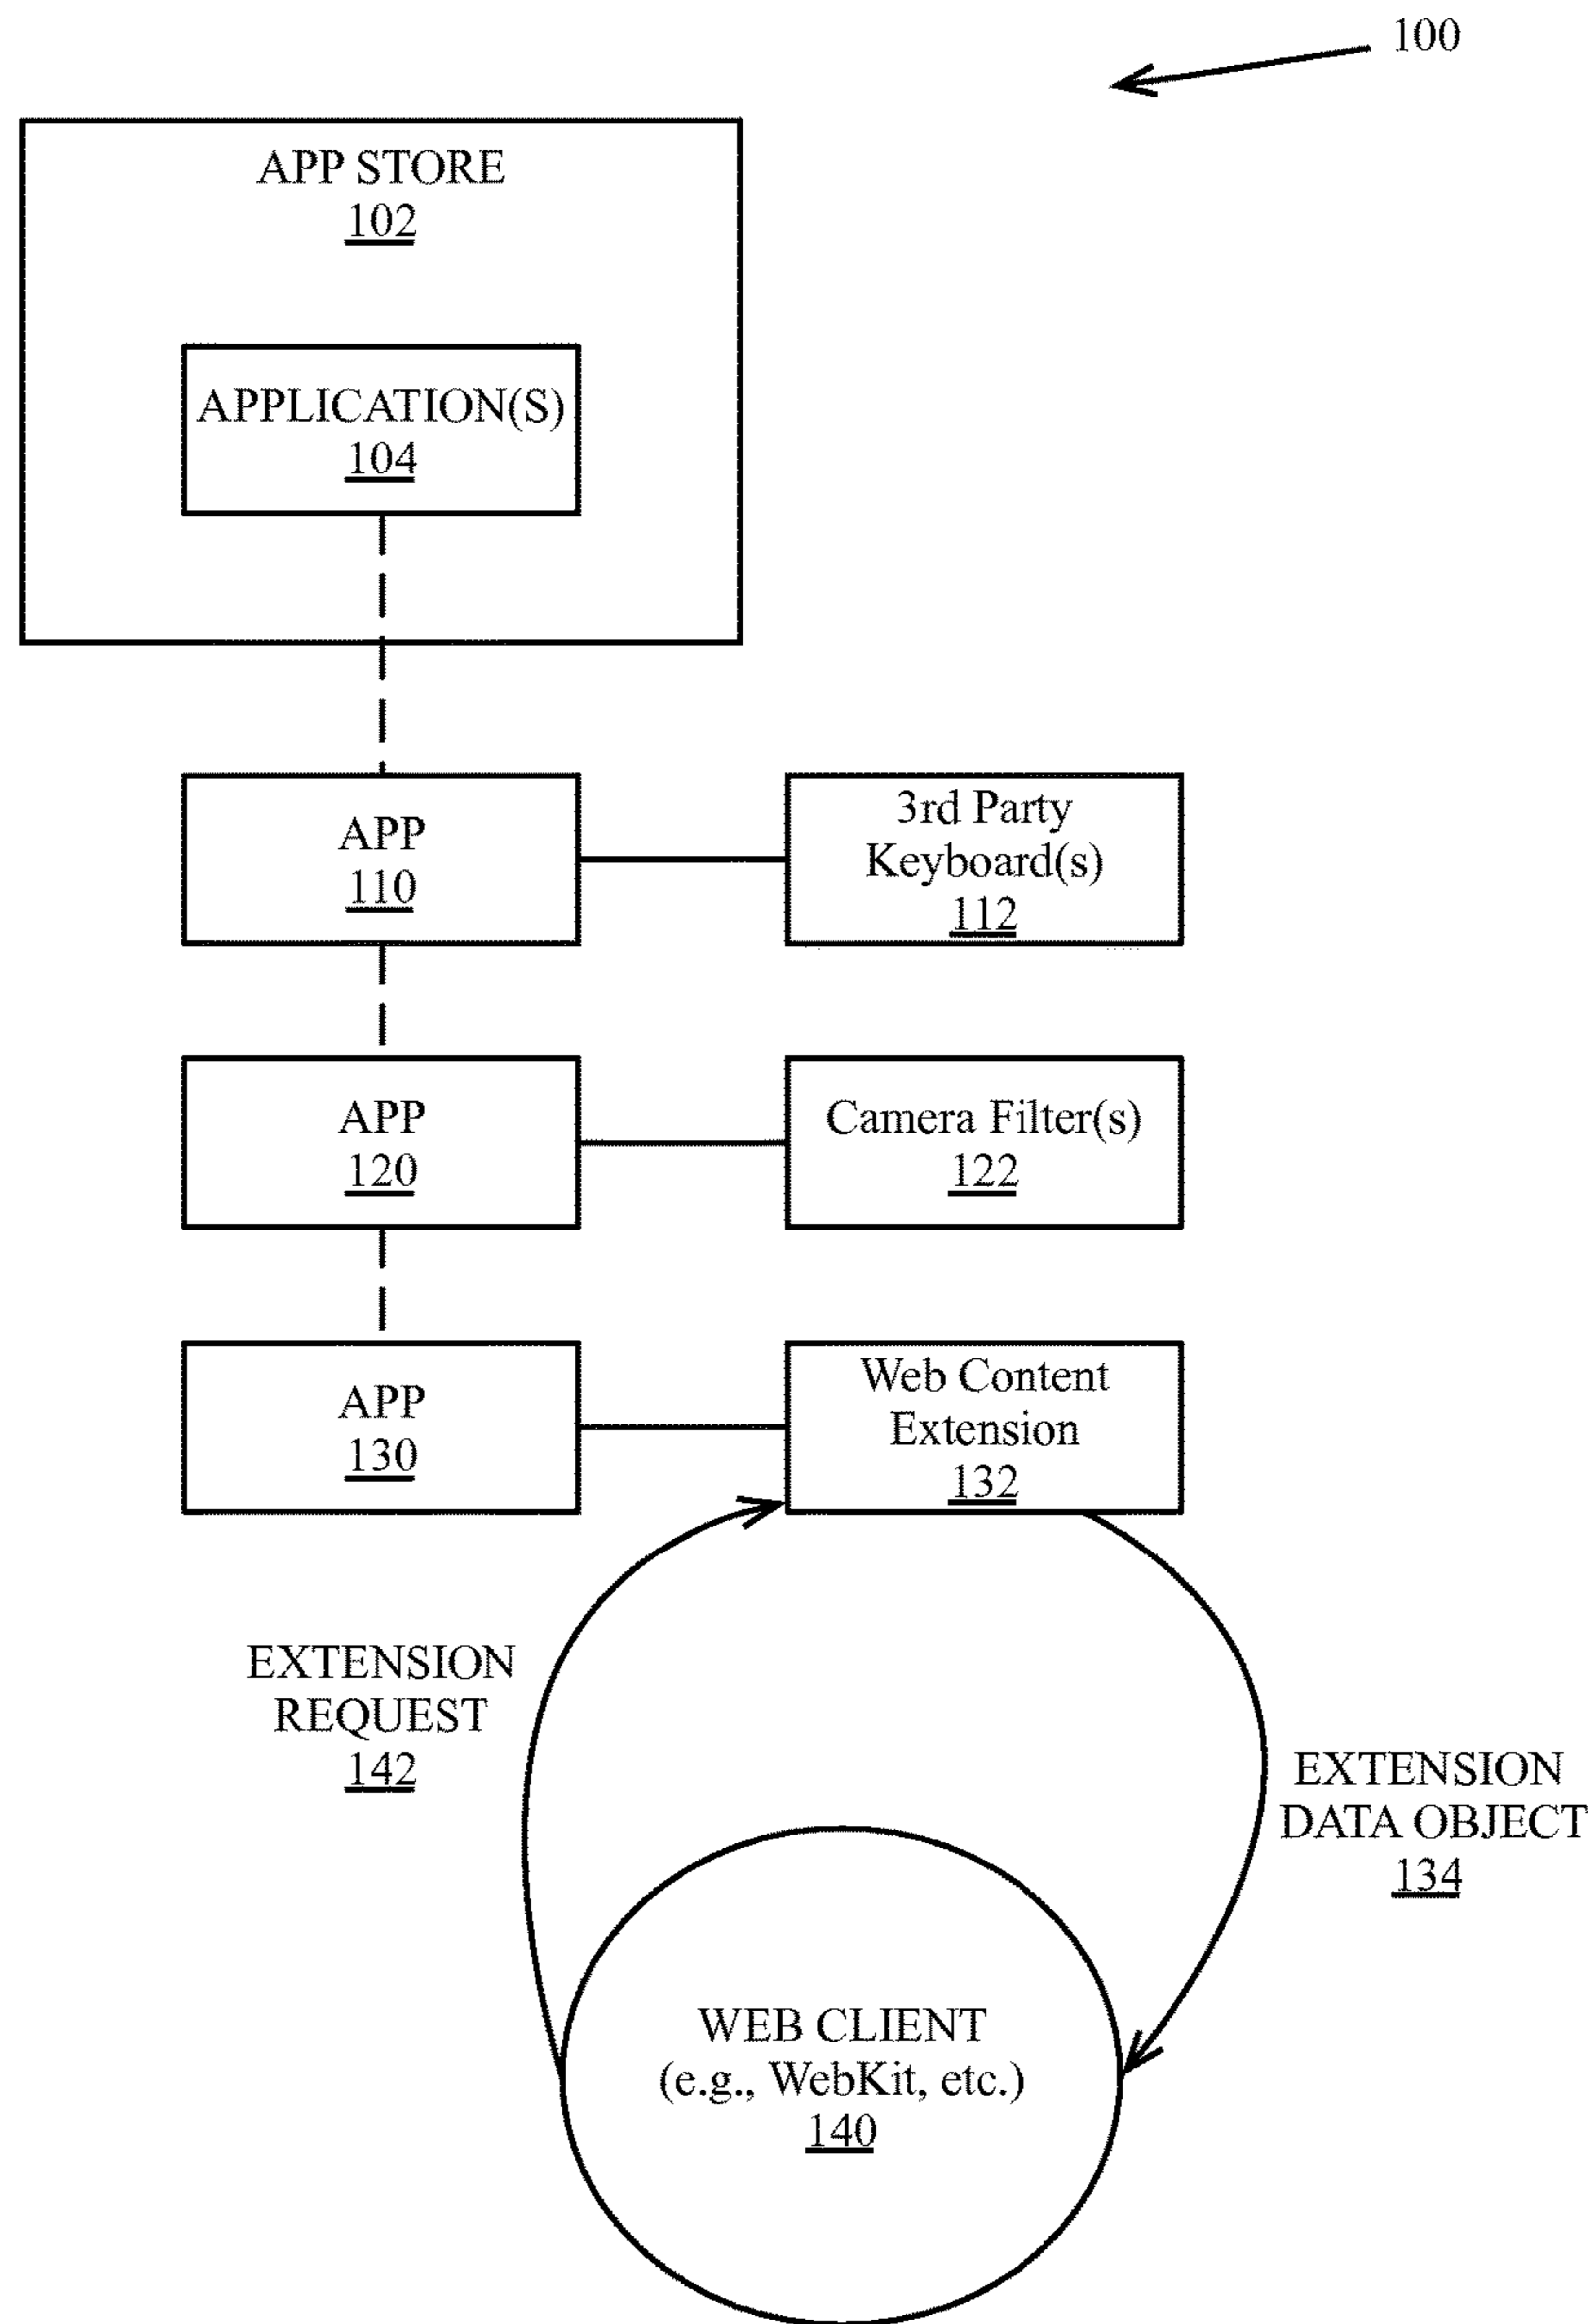 100
APP STORE
102
APPLICATION(S)
104
APP
110
3rd Party
Keyboard(s)
112
APP
120
Camera Filter(s)
122
APP
130
Web Content
Extension
132
EXTENSION
REQUEST
142
EXTENSION
DATA OBJECT
134
WEB CLIENT
(e.g., WebKit, etc.)
140